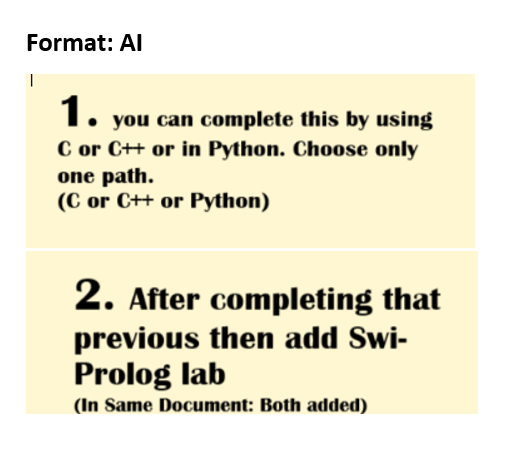 Format: AI
1. you can complete this by using
C or C++ or in Python. Choose only
one path.
(C or C++ or Python)
2. After completing that
previous then add Swi-
Prolog lab
(In Same Document: Both added)